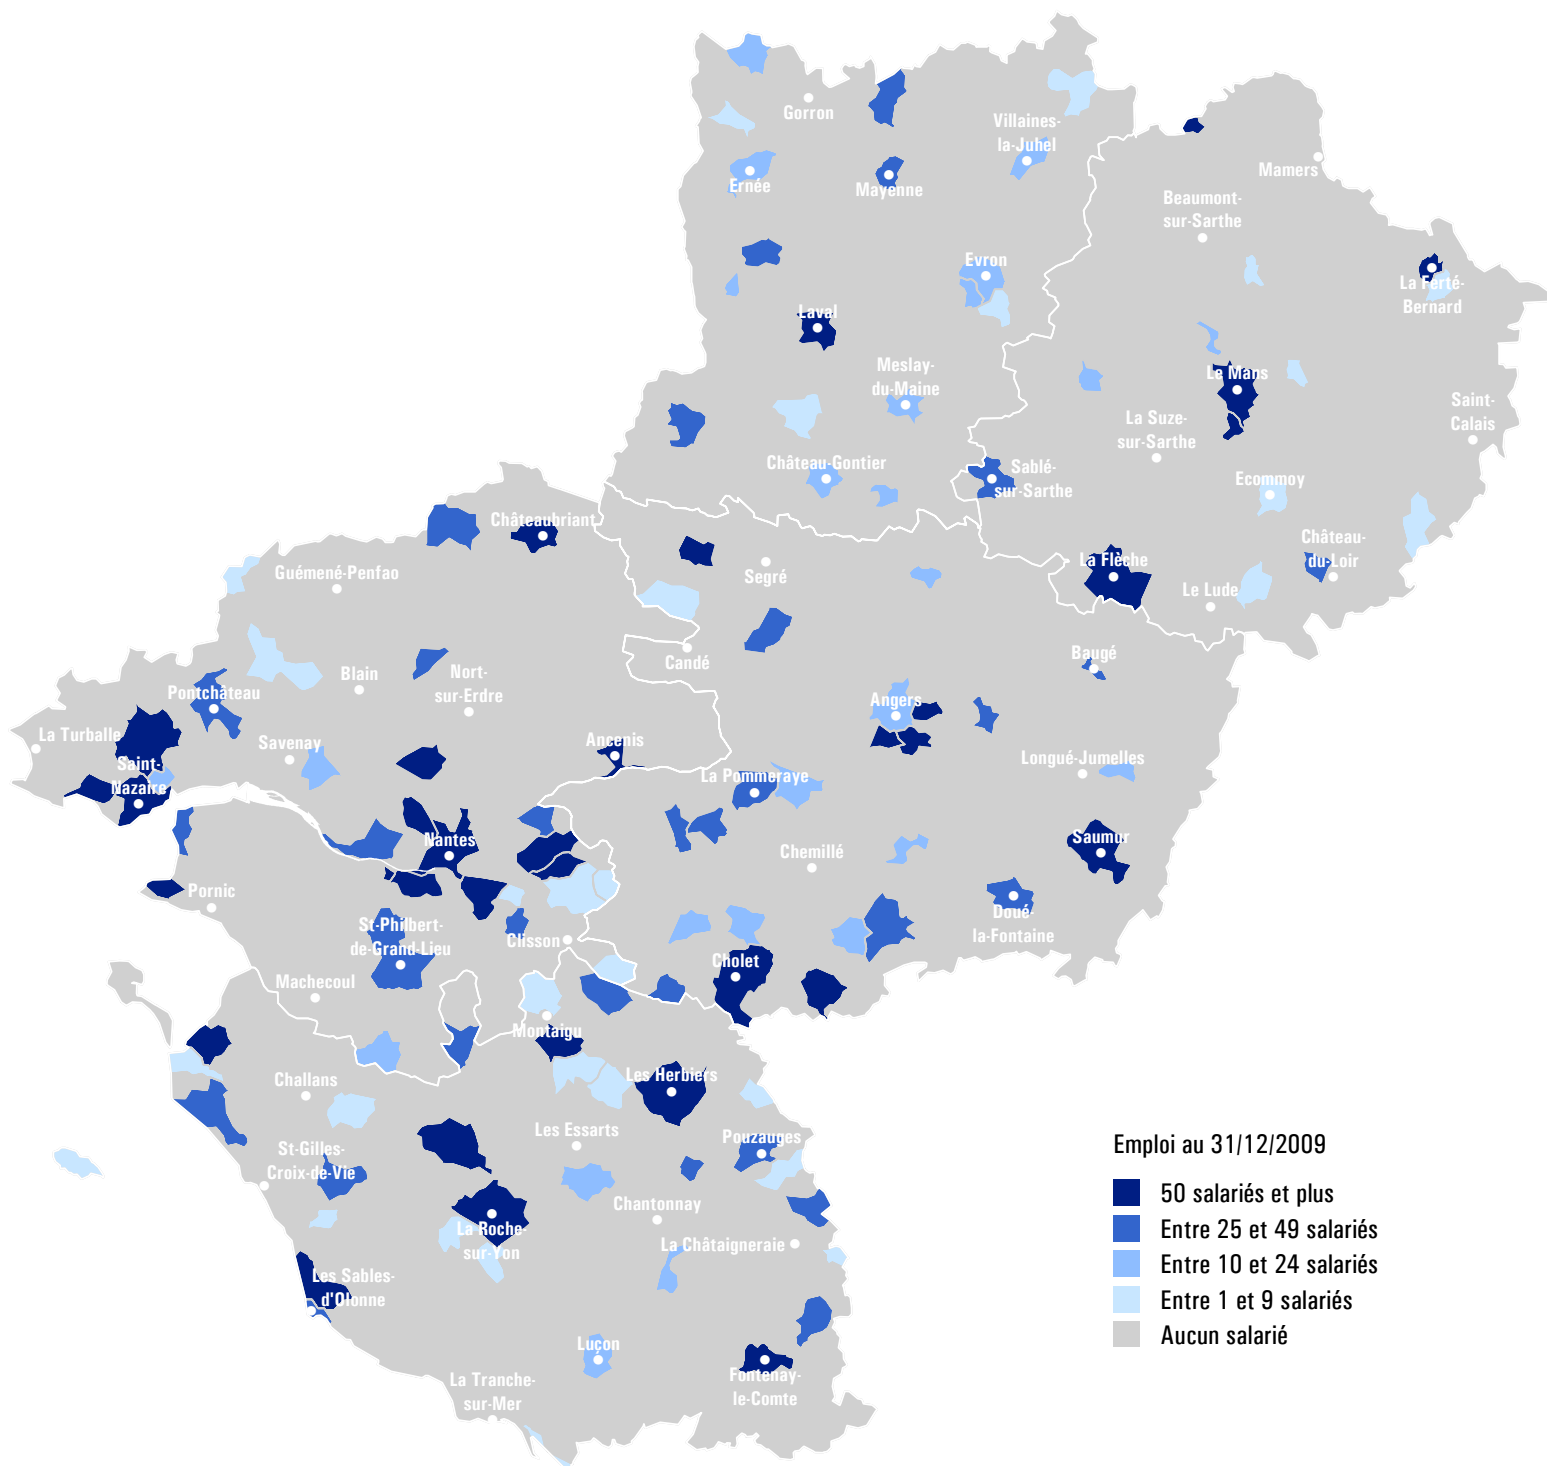 Gorron
Villaines-
la-Juhel
Mamers
Ernée
Mayenne
Beaumont-
sur-Sarthe
Evron
La Ferté-
Bernard
Laval
Meslay-
du-Maine
Le Mans
Saint-
Calais
La Suze-
sur-Sarthe
Château-Gontier
Sablé-
sur-Sarthe
Ecommoy
Châteaubriant
Château-
du-Loir
Guémené-Penfao
Segré
La Flèche
Le Lude
Candé
Baugé
Blain
Nort-
sur-Erdre
Pontchâteau
Angers
La Turballe
Savenay
Ancenis
Longué-Jumelles
Saint-
Nazaire
La Pommeraye
Nantes
Chemillé
Saumur
Pornic
St-Philbert-
de-Grand-Lieu
Clisson
Doué-
la-Fontaine
Cholet
Machecoul
Montaigu
Challans
Les Herbiers
Les Essarts
Pouzauges
St-Gilles-
Croix-de-Vie
Chantonnay
La Roche-
sur-Yon
La Châtaigneraie
Les Sables-
d'Olonne
Luçon
La Tranche-
sur-Mer
Fontenay-
le-Comte
Emploi au 31/12/2009
50 salariés et plus
Entre 25 et 49 salariés
Entre 10 et 24 salariés
Entre 1 et 9 salariés
Aucun salarié